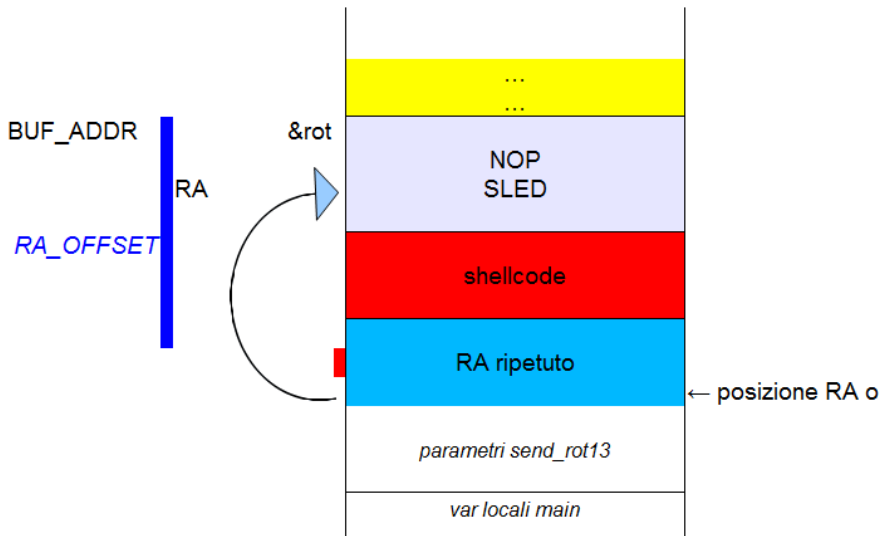 ...
...
BUF_ADDR
&rot
NOP
SLED
RA
RA_OFFSET
shellcode
RA ripetuto
← posizione RA o
parametri send_rot13
var locali main